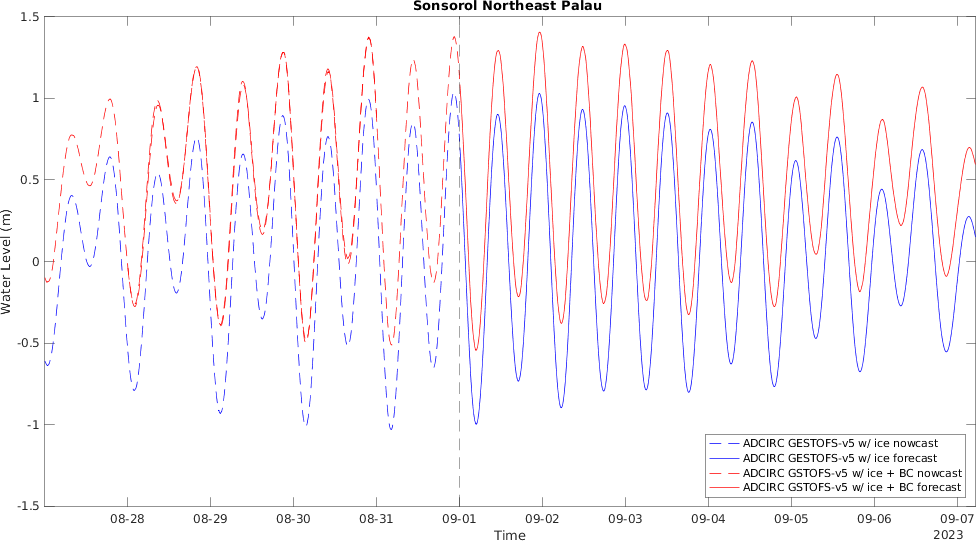 Sonsorol Northeast Palau
1.5
1
0.5
0
-0.5
-1
-1.5
Water Level (m)
ADCIRC GESTOFS-v5 w/ ice nowcast
ADCIRC GESTOFS-v5 w/ ice forecast
ADCIRC GSTOFS-v5 w/ ice + BC nowcast
ADCIRC GSTOFS-v5 w/ ice + BC forecast
08-28 08-29 08-30 08-31 09-01 09-02 09-03 09-04 09-05 09-06 09-07
Time
2023